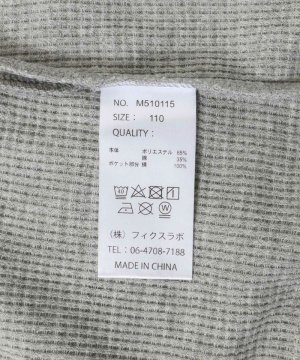 NO. M510115
SIZE： 110
QUALITY：
本体 ポリエステル 65%
綿 35%
ポケット部分 綿 100%
（株）フィクスラボ
TEL：06-4708-7188
MADE IN CHINA